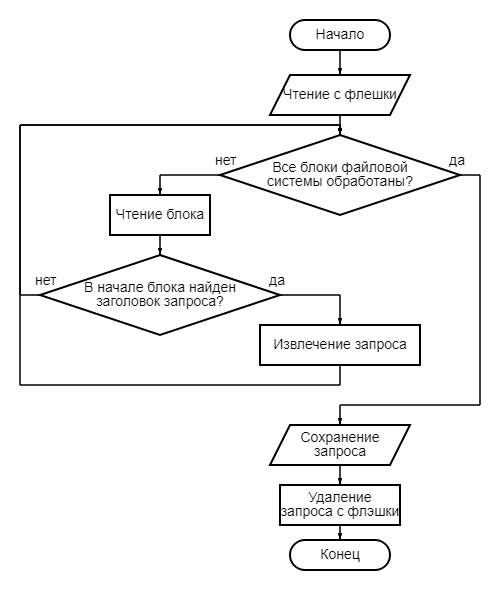 Начало
Чтение с флешки
Все блоки файловой
системы обработаны?
нет
да
Чтение блока
В начале блока найден
заголовок запроса?
нет
да
Извлечение запроса
Сохранение
запроса
Удаление
запроса с флэшки
Конец